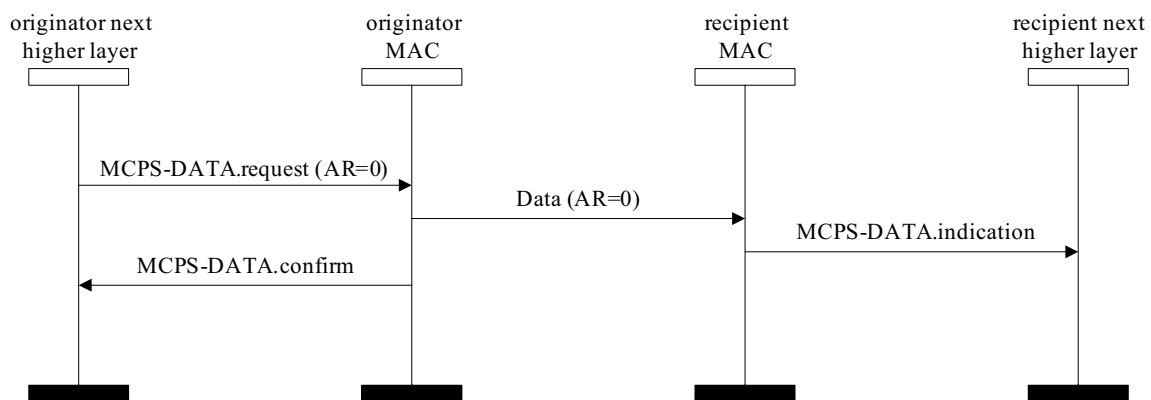 originator next
higher layer
originator
MAC
recipient
MAC
recipient next
higher layer
MCPS-DATA.request (AR=0)
Data (AR=0)
MCPS-DATA.indication
MCPS-DATA.confirm